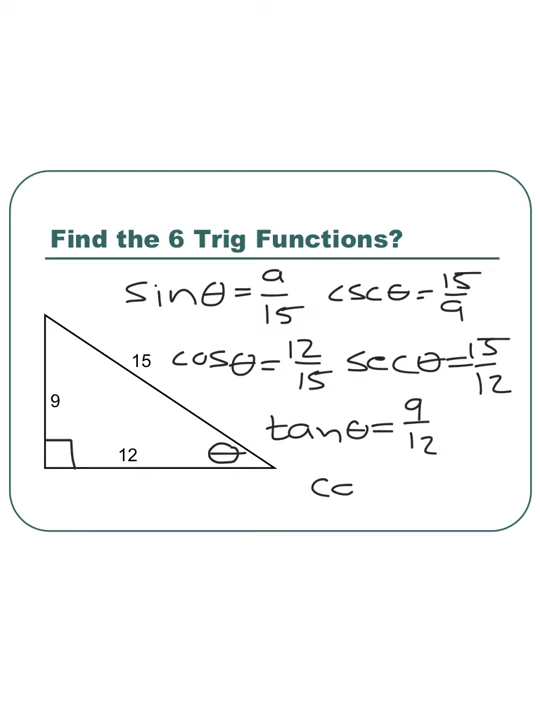 Find the 6 Trig Functions?
sinθ = 9/15 cscθ = 15/9
15 cosθ = 12/15 secθ = 15/12
9
tanθ = 9/12
12 θ
co